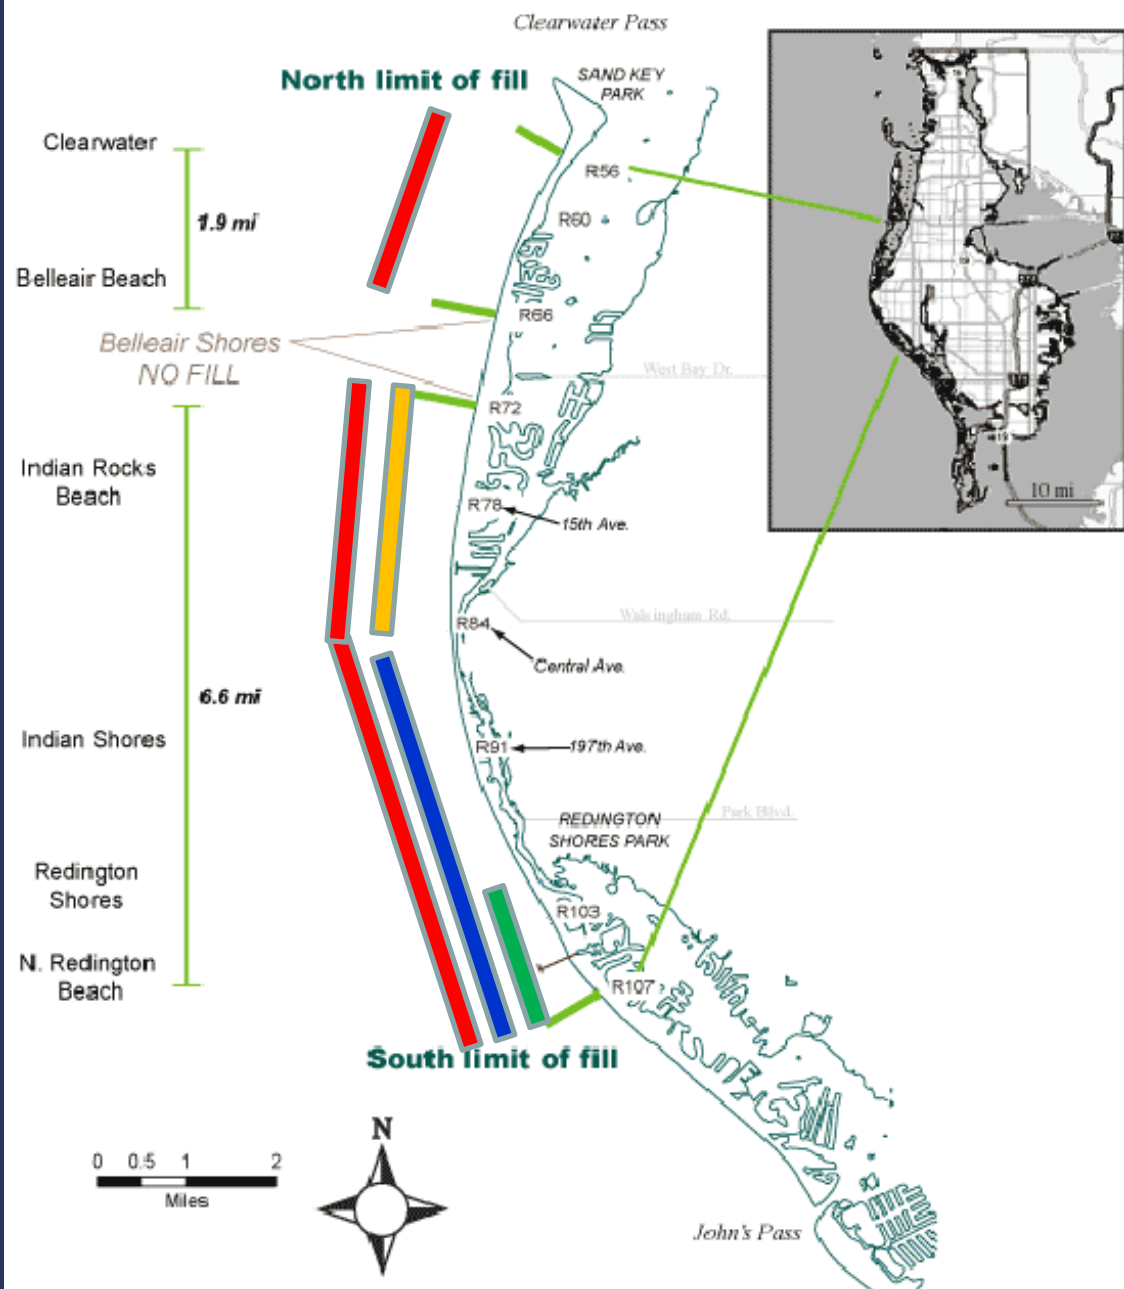 Clearwater Pass
North limit of fill
SAND KEY
PARK
Clearwater
R56
1.9 mi
R60
Belleair Beach
R66
Belleair Shores
NO FILL
West Bay Dr.
R72
Indian Rocks
Beach
R78
15th Ave.
10 mi
Walsingham Rd.
R84
Central Ave.
6.6 mi
Indian Shores
R91
197th Ave.
Park Blvd.
REDINGTON
SHORES PARK
Redington
Shores
R103
N. Redington
Beach
R107
South limit of fill
N
0 0.5 1 2
Miles
John's Pass